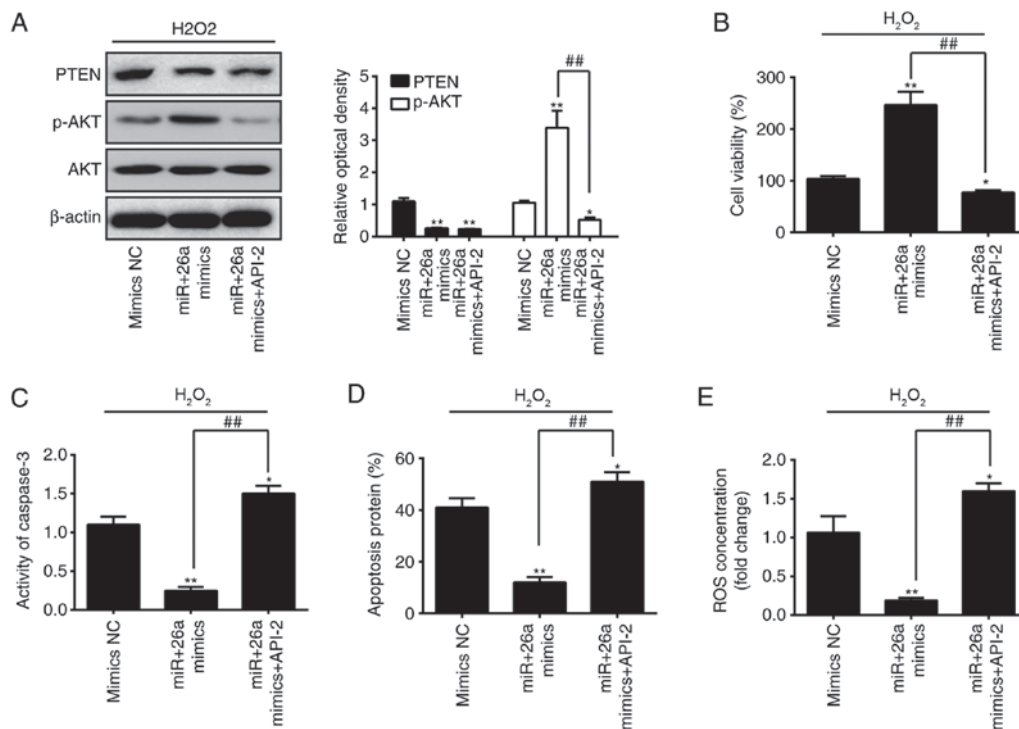 A
H2O2
PTEN
p-AKT
AKT
β-actin
Mimics NC
miR+26a
mimics
miR+26a
mimics+API-2
Relative optical density
5
4
3
2
1
0
PTEN
p-AKT
##
**
**
**
*
Mimics NC
miR+26a
mimics
miR+26a
mimics+API-2
Mimics NC
miR+26a
mimics
miR+26a
mimics+API-2
B
H₂O₂
##
Cell viability (%)
300
200
100
0
**
*
Mimics NC
miR+26a
mimics
miR+26a
mimics+API-2
C
H₂O₂
##
Activity of caspase-3
2.0
1.5
1.0
0.5
0.0
**
*
Mimics NC
miR+26a
mimics
miR+26a
mimics+API-2
D
H₂O₂
##
Apoptosis protein (%)
60
40
20
0
**
*
Mimics NC
miR+26a
mimics
miR+26a
mimics+API-2
E
H₂O₂
##
ROS concentration
(fold change)
2.0
1.5
1.0
0.5
0.0
**
*
Mimics NC
miR+26a
mimics
miR+26a
mimics+API-2